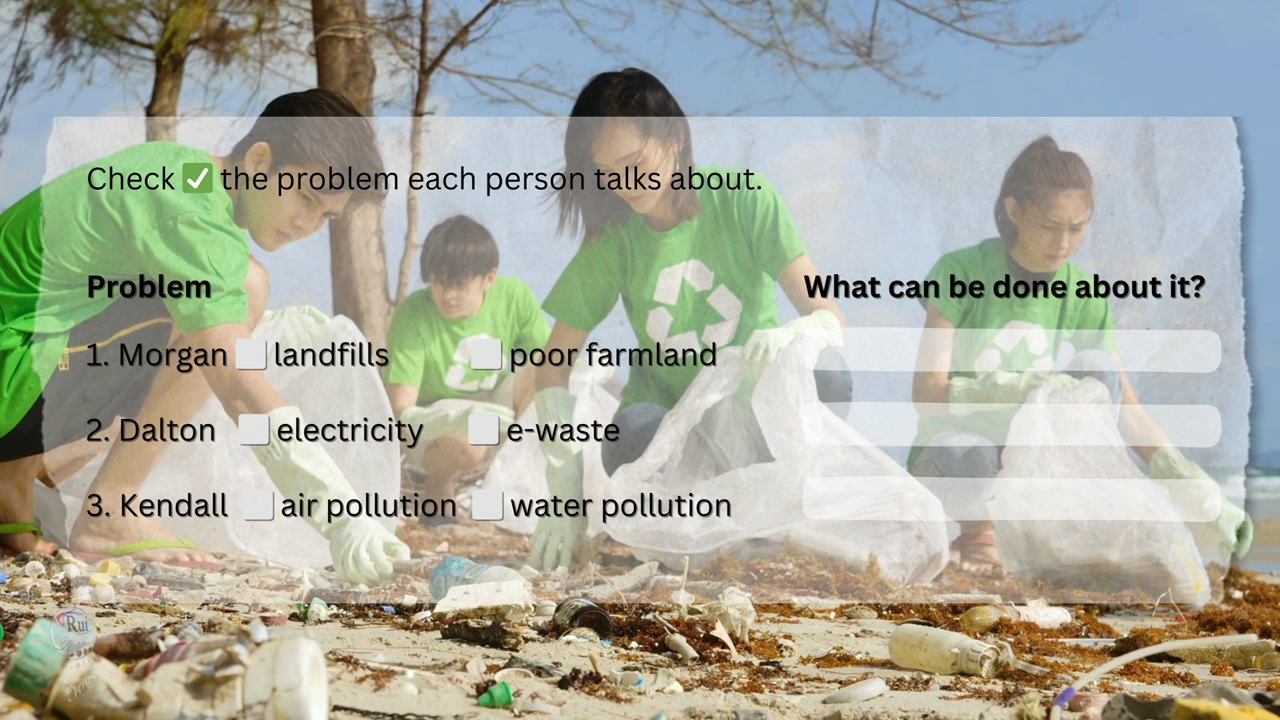 Check ✅ the problem each person talks about.
Problem
What can be done about it?
1. Morgan landfills poor farmland
2. Dalton electricity e-waste
3. Kendall air pollution water pollution
Rui